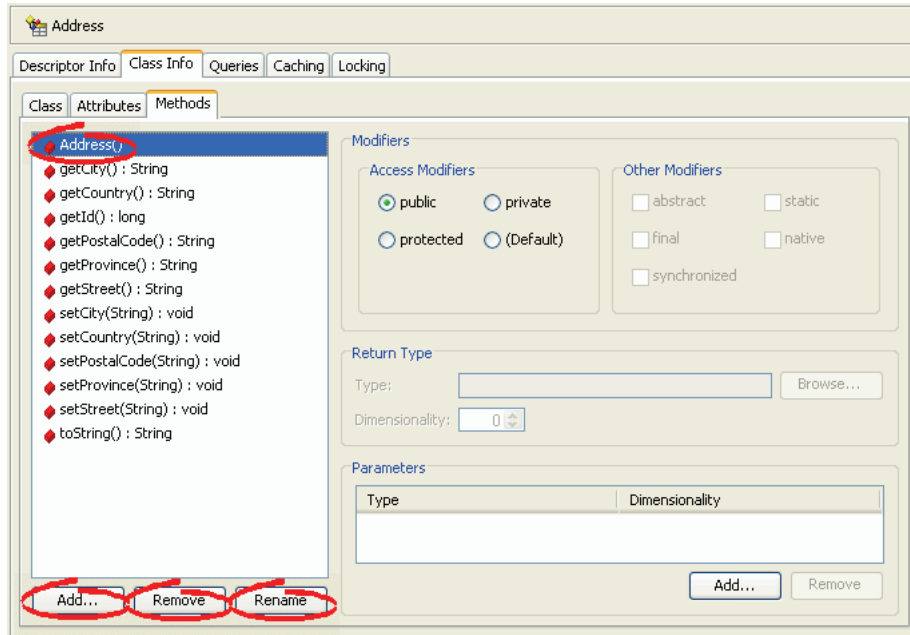 Address
Descriptor Info Class Info Queries Caching Locking
Class Attributes Methods
Address()
getCity() : String
getCountry() : String
getId() : long
getPostalCode() : String
getProvince() : String
getStreet() : String
setCity(String) : void
setCountry(String) : void
setPostalCode(String) : void
setProvince(String) : void
setStreet(String) : void
toString() : String
Add... Remove Rename
Modifiers
Access Modifiers
public private
protected (Default)
Other Modifiers
abstract static
final native
synchronized
Return Type
Type: Browse...
Dimensionality: 0
Parameters
Type Dimensionality
Add... Remove